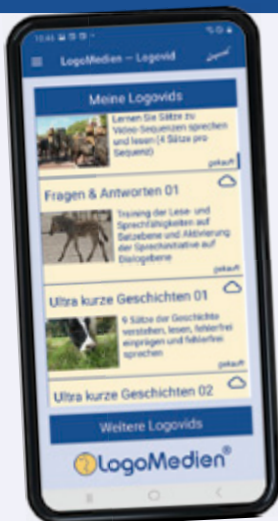 LogoMedien — Logovid
Meine Logovids
Lernen Sie Sätze zu
Video-Sequenzen sprechen
und lesen (4 Sätze pro
Sequenz)
gekauft
Fragen & Antworten 01
Training der Lese- und
Sprechfähigkeiten auf
Satzebene und Aktivierung
der Sprechinitiative auf
Dialogebene
gekauft
Ultra kurze Geschichten 01
9 Sätze der Geschichte
verstehen, lesen, fehlerfrei
einprägen und fehlerfrei
sprechen
gekauft
Ultra kurze Geschichten 02
Weitere Logovids
LogoMedien®